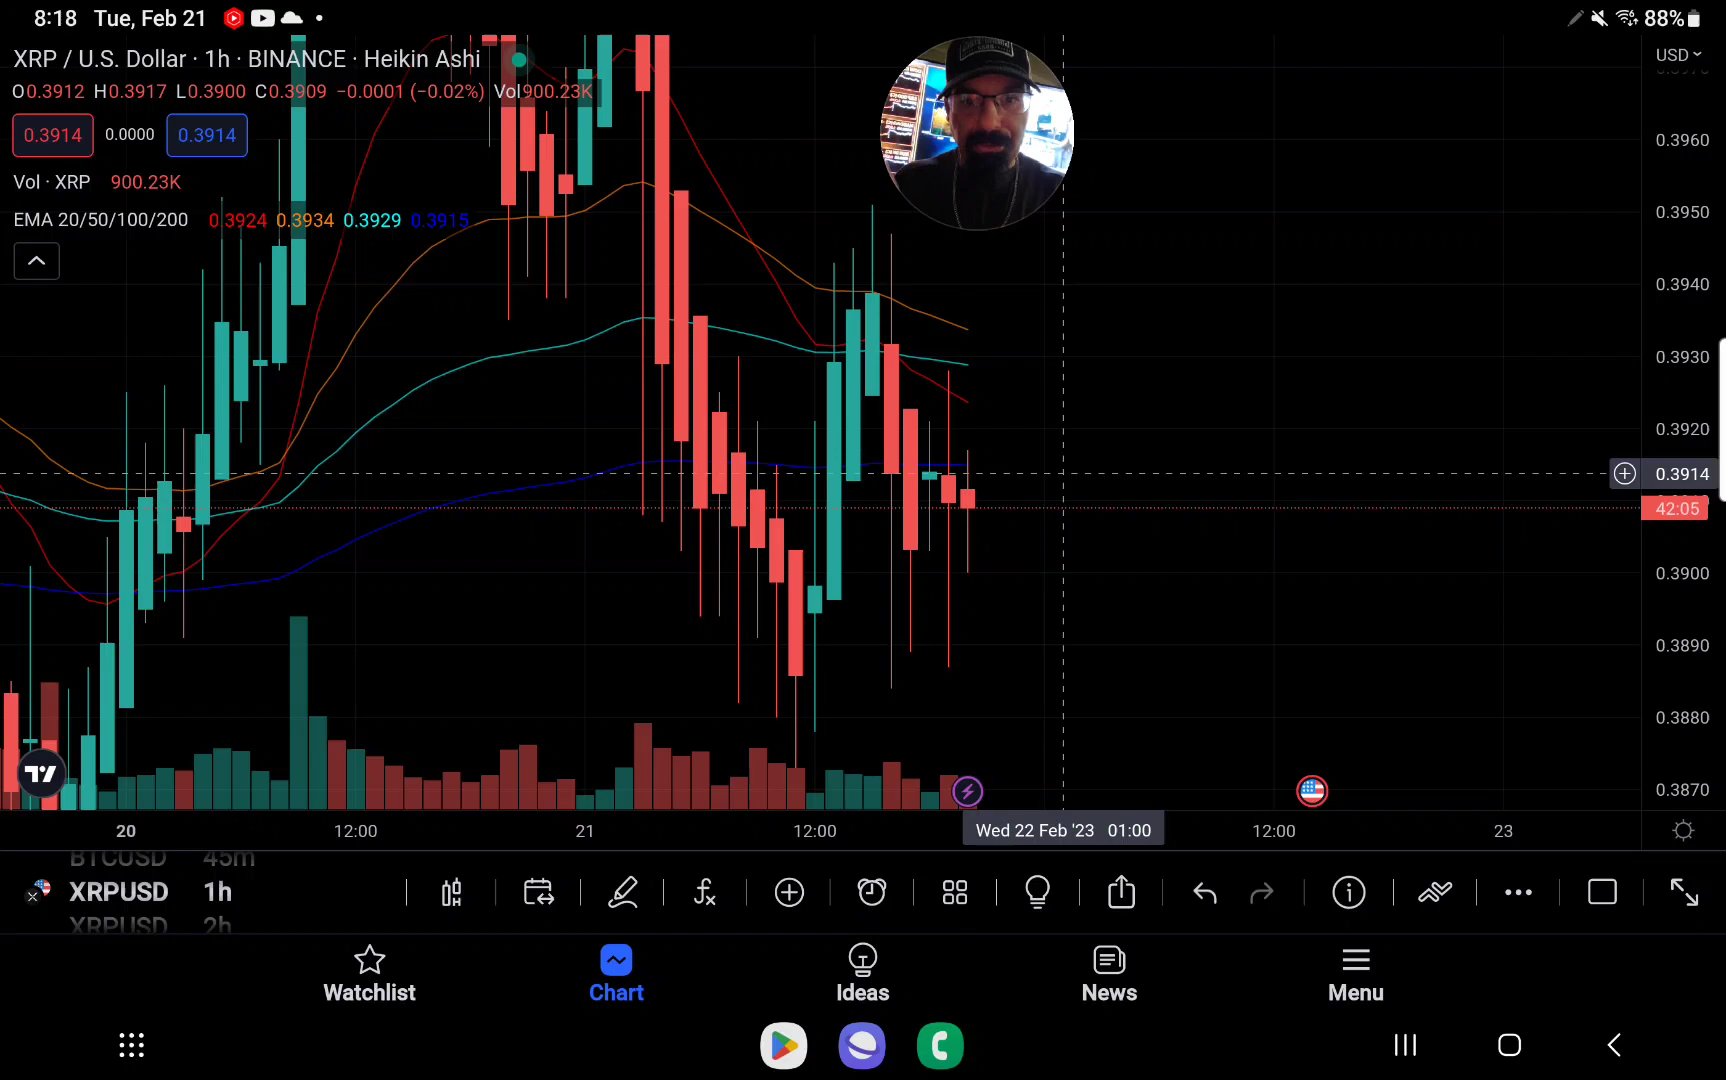 8:18 Tue, Feb 21
88%
XRP / U.S. Dollar · 1h · BINANCE · Heikin Ashi
USD
O0.3912 H0.3917 L0.3900 C0.3909 −0.0001 (−0.02%) Vol900.23K
0.3914 0.0000 0.3914
0.3960
Vol · XRP 900.23K
EMA 20/50/100/200 0.3924 0.3934 0.3929 0.3915
0.3950
0.3940
0.3930
0.3920
0.3914
42:05
0.3900
0.3890
0.3880
0.3870
20 12:00 21 12:00 Wed 22 Feb '23 01:00 12:00 23
BTCUSD 45m
XRPUSD 1h
XRPUSD 2h
Watchlist Chart Ideas News Menu